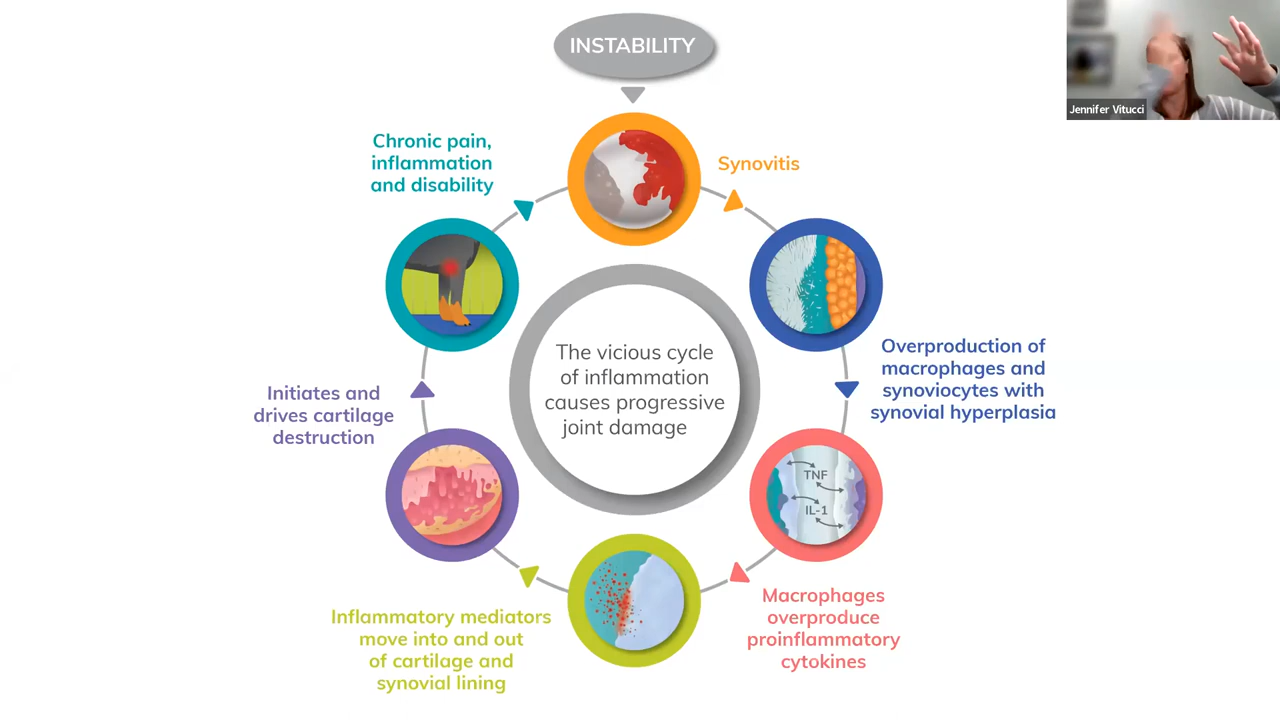 INSTABILITY
Jennifer Vitucci
Chronic pain,
inflammation
and disability
Synovitis
The vicious cycle
of inflammation
causes progressive
joint damage
Overproduction of
macrophages and
synoviocytes with
synovial hyperplasia
Initiates and
drives cartilage
destruction
TNF
IL-1
Macrophages
overproduce
proinflammatory
cytokines
Inflammatory mediators
move into and out
of cartilage and
synovial lining